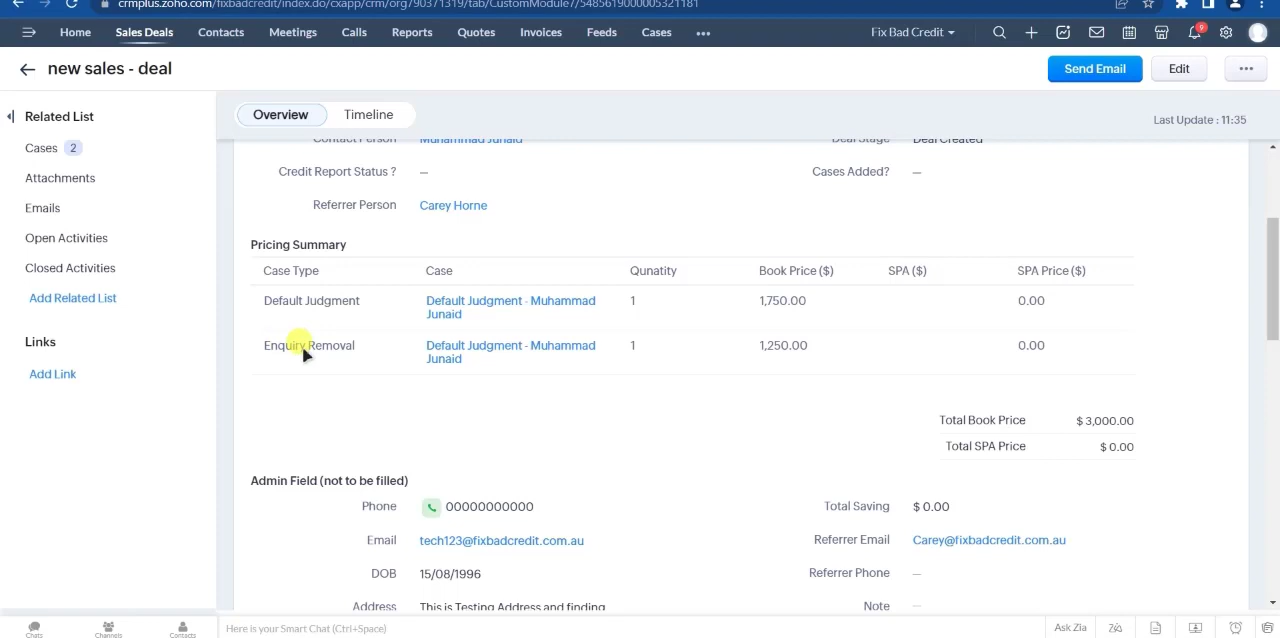 crmplus.zoho.com/fixbadcredit/index.do/cxapp/crm/org790371319/tab/CustomModule7/5485619000005321181
Home Sales Deals Contacts Meetings Calls Reports Quotes Invoices Feeds Cases ••• Fix Bad Credit 9
new sales - deal Send Email Edit •••
Related List
Cases 2
Attachments
Emails
Open Activities
Closed Activities
Add Related List
Links
Add Link
Overview Timeline Last Update : 11:35
Contact Person Muhammad Junaid Deal Stage Deal Created
Credit Report Status ? — Cases Added? —
Referrer Person Carey Horne
Pricing Summary
Case Type Case Qunatity Book Price ($) SPA ($) SPA Price ($)
Default Judgment Default Judgment - Muhammad Junaid 1 1,750.00 0.00
Enquiry Removal Default Judgment - Muhammad Junaid 1 1,250.00 0.00
Total Book Price $ 3,000.00
Total SPA Price $ 0.00
Admin Field (not to be filled)
Phone 00000000000 Total Saving $ 0.00
Email tech123@fixbadcredit.com.au Referrer Email Carey@fixbadcredit.com.au
DOB 15/08/1996 Referrer Phone —
Address This is Testing Address and finding Note —
Chats Channels Contacts Here is your Smart Chat (Ctrl+Space) Ask Zia